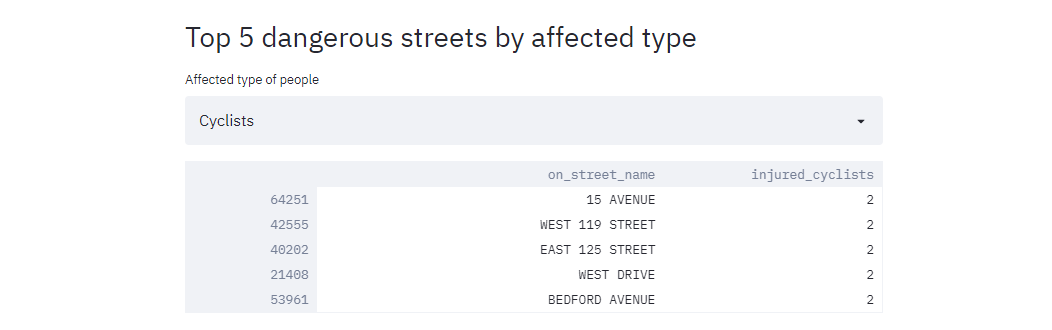 Top 5 dangerous streets by affected type
Affected type of people
Cyclists
on_street_name injured_cyclists
64251 15 AVENUE 2
42555 WEST 119 STREET 2
40202 EAST 125 STREET 2
21408 WEST DRIVE 2
53961 BEDFORD AVENUE 2